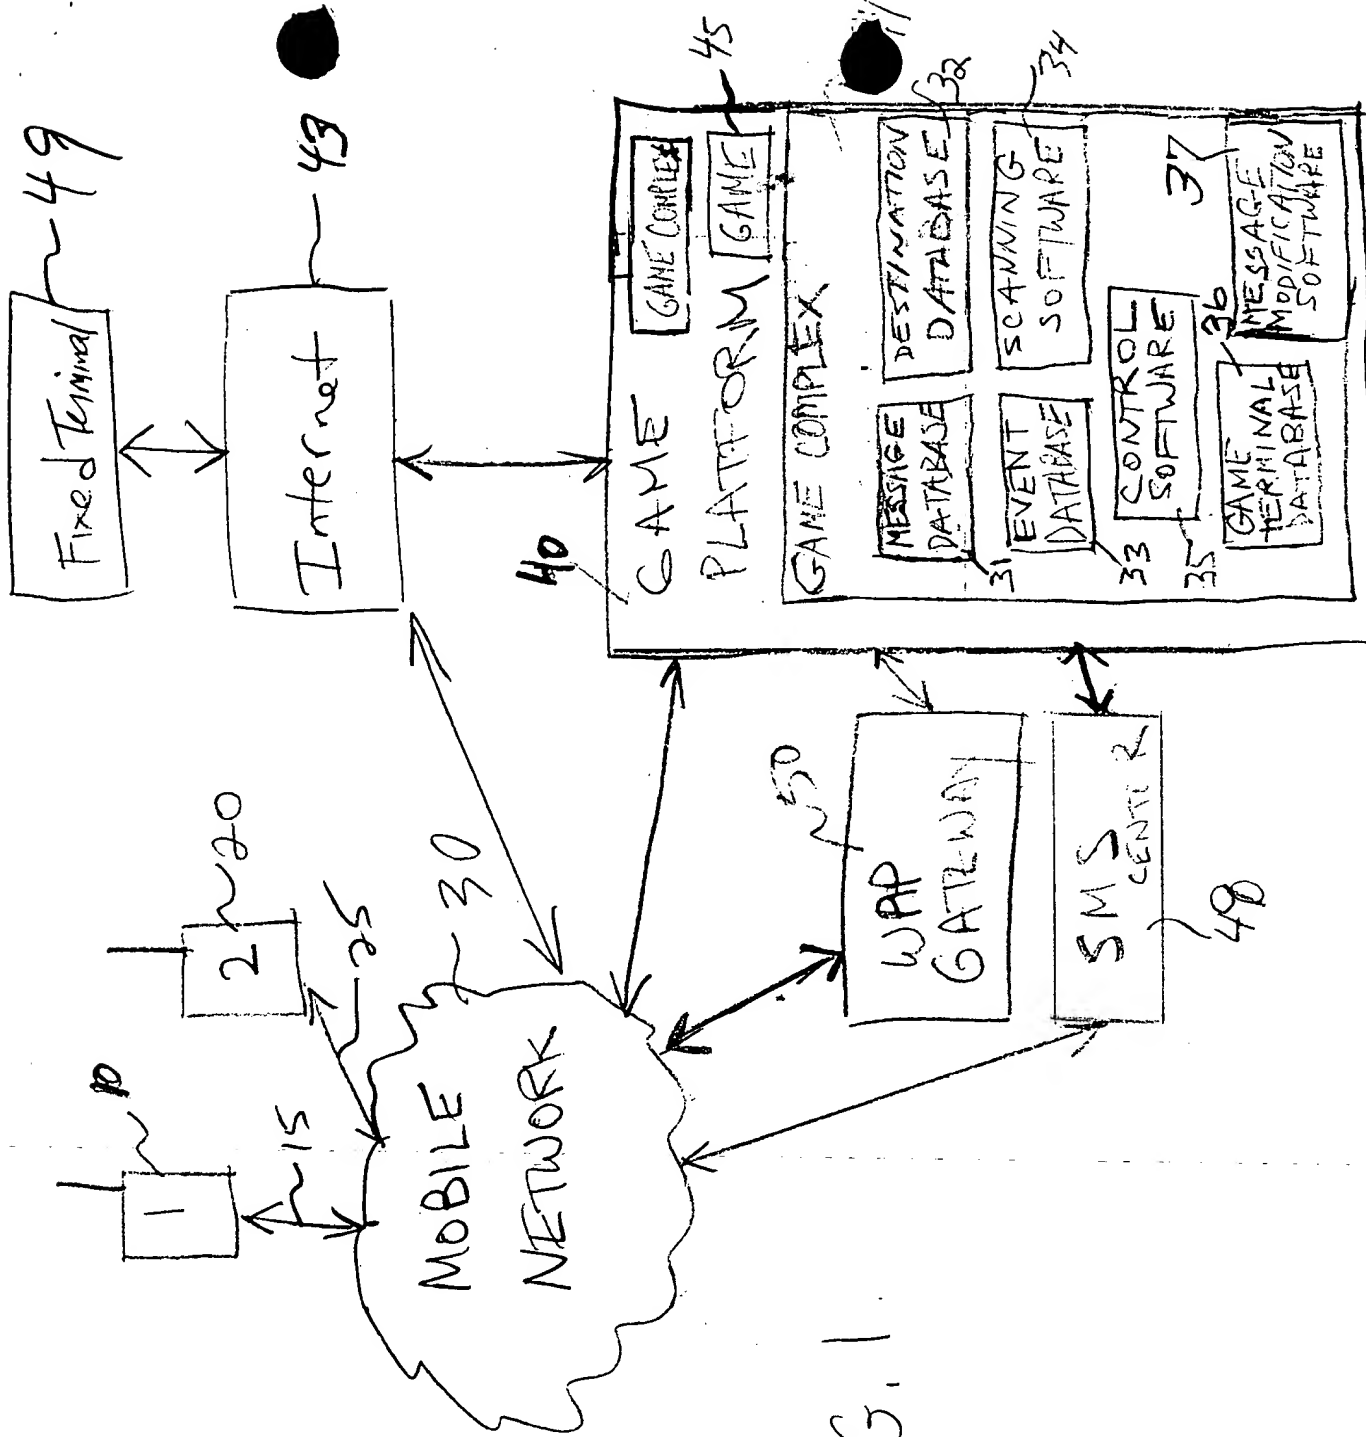 1
10
15
2
20
25
MOBILE
NETWORK
30
Fixed Terminal
49
Internet
43
40
GAME
PLATFORM
GAME COMPLEX
GAME
45
GAME COMPLEX
MESSAGE
DATABASE
31
DESTINATION
DATABASE
32
EVENT
DATABASE
33
SCANNING
SOFTWARE
34
CONTROL
SOFTWARE
35
GAME
TERMINAL
DATABASE
36
MESSAGE
MODIFICATION
SOFTWARE
37
WAP
GATEWAY
50
SMS
CENTER
48
G. 1